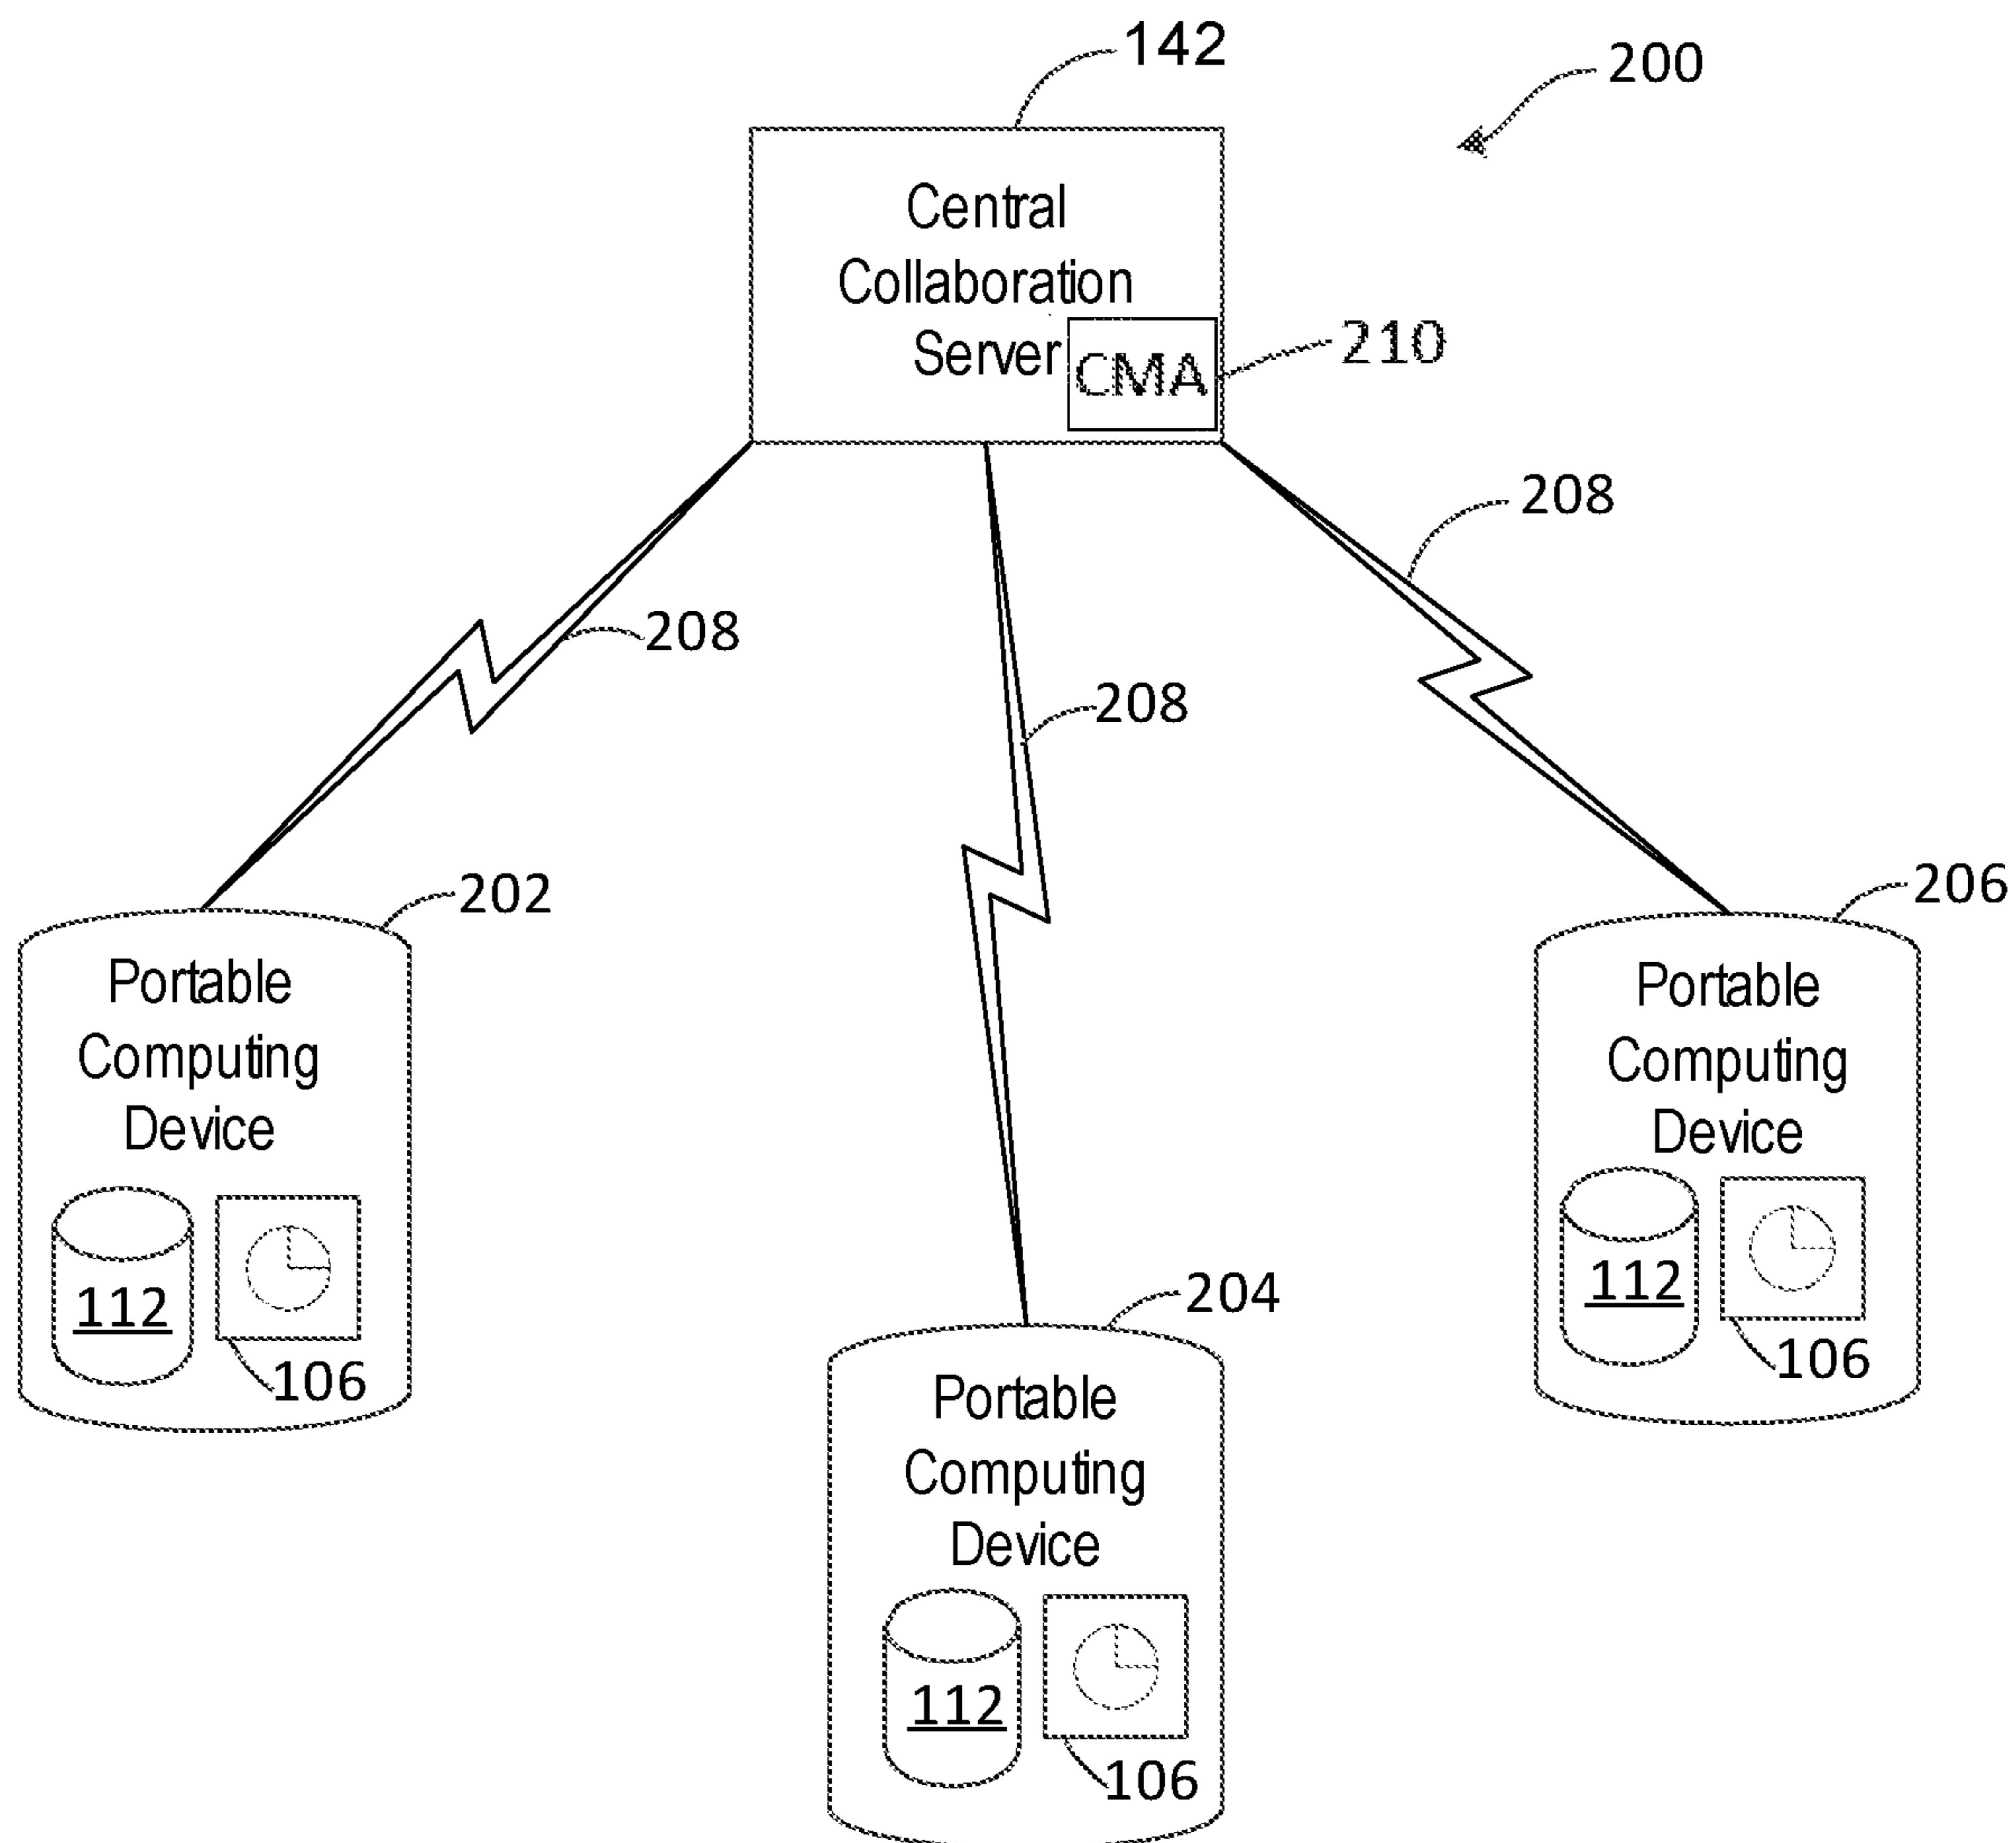 142
200
Central
Collaboration
Server
CMA
210
208
208
208
202
206
Portable
Computing
Device
112
106
Portable
Computing
Device
112
106
204
Portable
Computing
Device
112
106